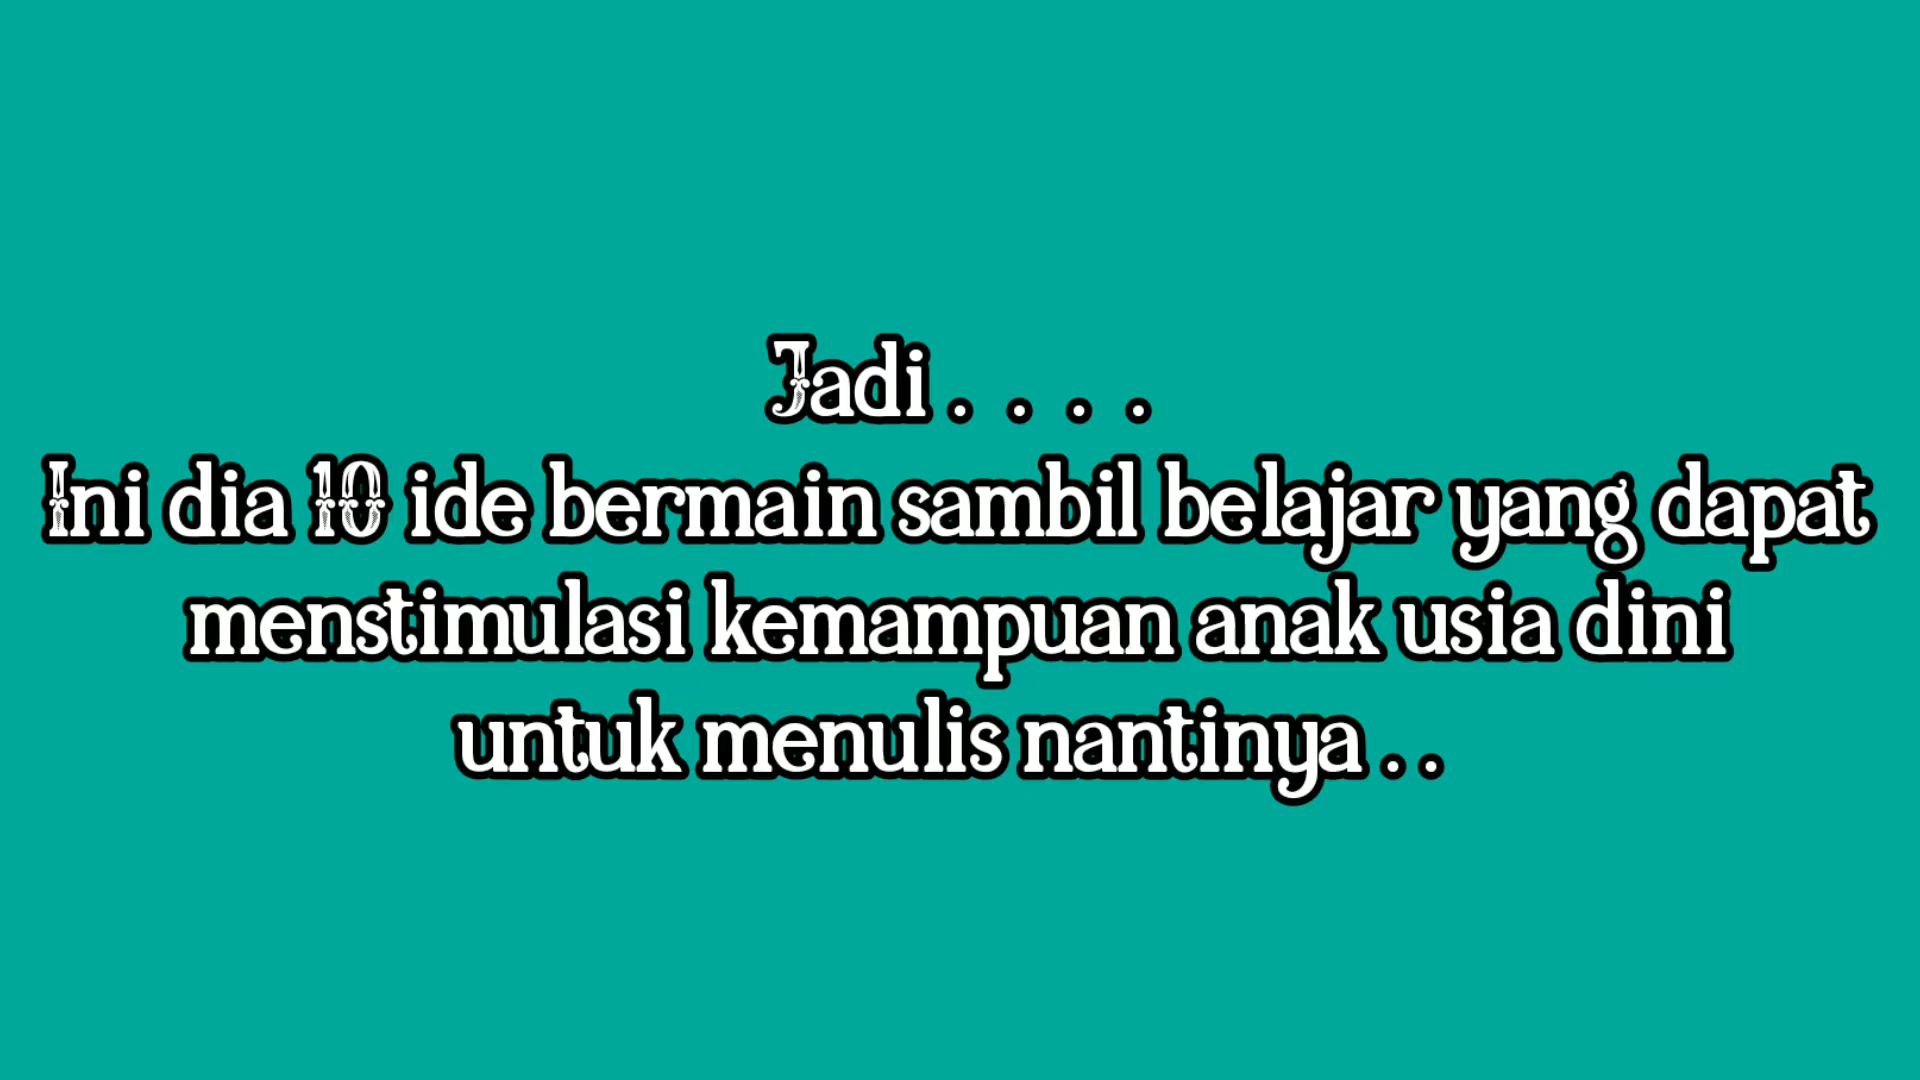 Jadi . . . .
Ini dia 10 ide bermain sambil belajar yang dapat
menstimulasi kemampuan anak usia dini
untuk menulis nantinya . .